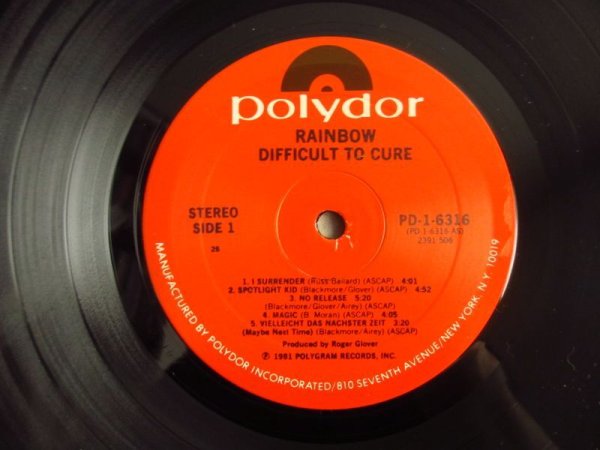 polydor
RAINBOW
DIFFICULT TO CURE
STEREO
SIDE 1
26
PD-1-6316
(PD-1-6316-AS)
2391 506
1. I SURRENDER (Russ Ballard) (ASCAP) 4:01
2. SPOTLIGHT KID (Blackmore/Glover) (ASCAP) 4:52
3. NO RELEASE 5:20
(Blackmore/Glover/Airey) (ASCAP)
4. MAGIC (B. Moran) (ASCAP) 4:05
5. VIELLEICHT DAS NACHSTER ZEIT 3:20
(Maybe Next Time) (Blackmore/Airey) (ASCAP)
Produced by Roger Glover
℗ 1981 POLYGRAM RECORDS, INC.
MANUFACTURED BY POLYDOR INCORPORATED/810 SEVENTH AVENUE/NEW YORK, N.Y. 10019